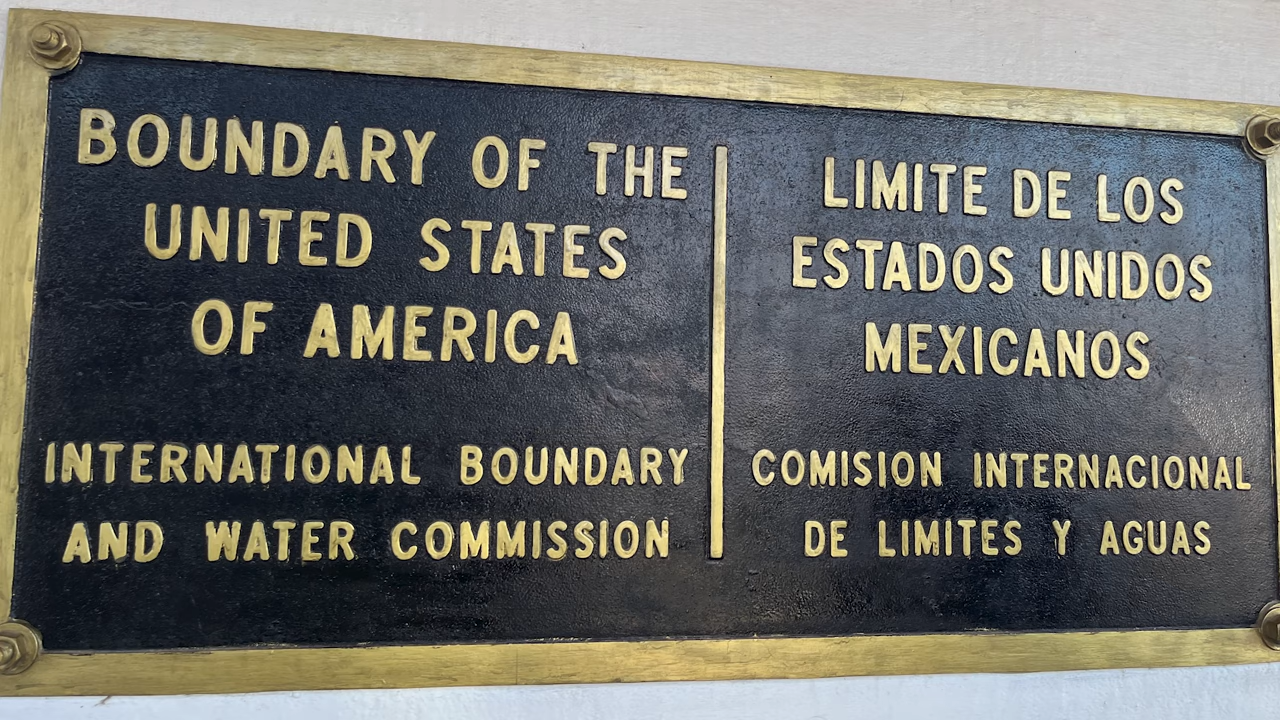 BOUNDARY OF THE
UNITED STATES
OF AMERICA
INTERNATIONAL BOUNDARY
AND WATER COMMISSION
LIMITE DE LOS
ESTADOS UNIDOS
MEXICANOS
COMISION INTERNACIONAL
DE LIMITES Y AGUAS